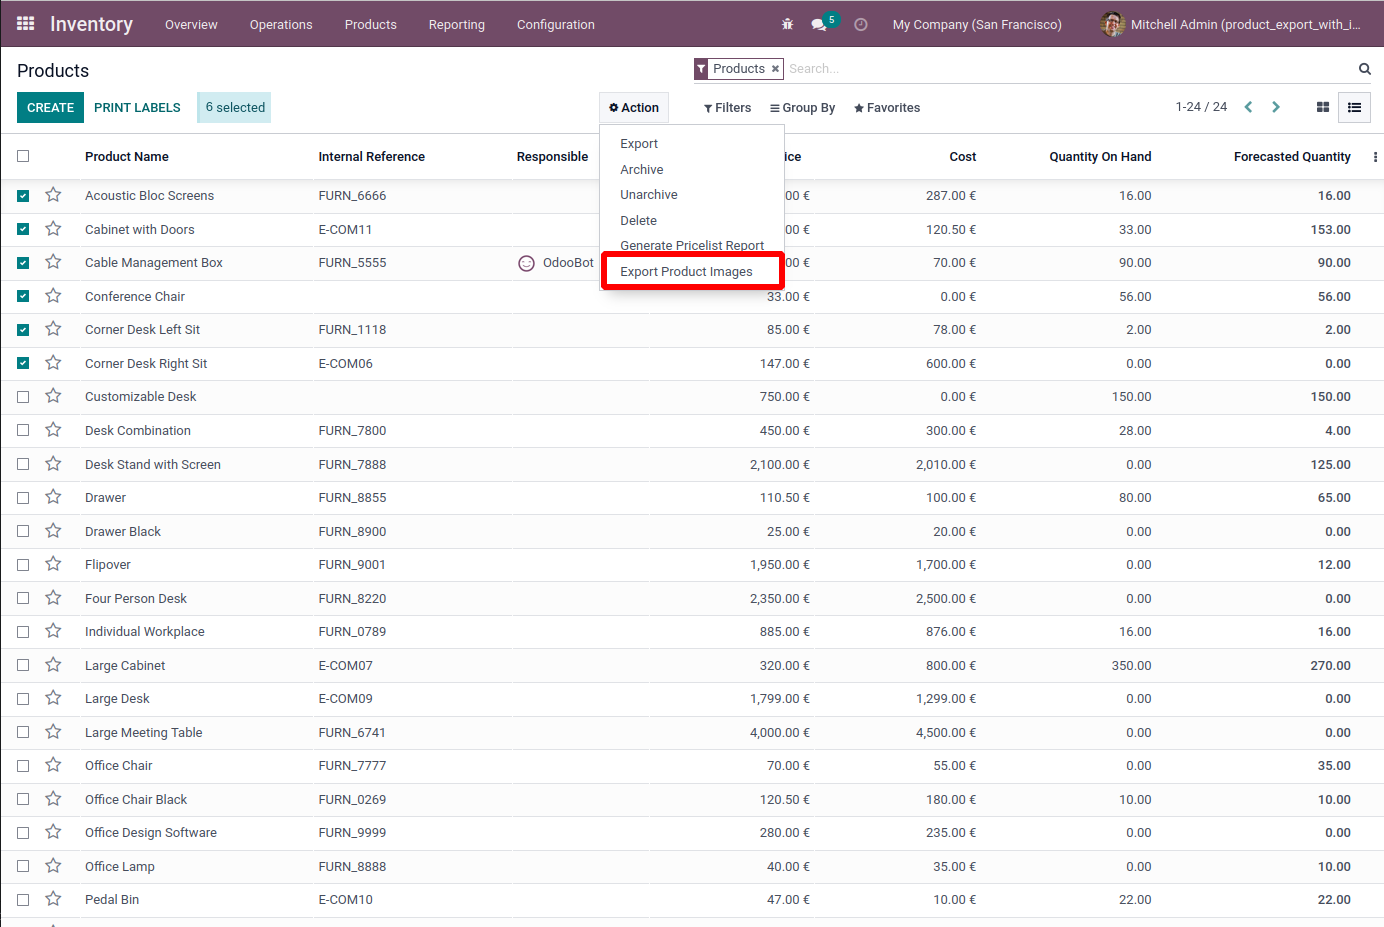 Inventory Overview Operations Products Reporting Configuration 5 My Company (San Francisco) Mitchell Admin (product_export_with_i...
Products Products × Search...
CREATE PRINT LABELS 6 selected Action Filters Group By Favorites 1-24 / 24
Export
Archive
Unarchive
Delete
Generate Pricelist Report
Export Product Images
Product Name Internal Reference Responsible ice Cost Quantity On Hand Forecasted Quantity
Acoustic Bloc Screens FURN_6666 00 € 287.00 € 16.00 16.00
Cabinet with Doors E-COM11 00 € 120.50 € 33.00 153.00
Cable Management Box FURN_5555 OdooBot 00 € 70.00 € 90.00 90.00
Conference Chair 33.00 € 0.00 € 56.00 56.00
Corner Desk Left Sit FURN_1118 85.00 € 78.00 € 2.00 2.00
Corner Desk Right Sit E-COM06 147.00 € 600.00 € 0.00 0.00
Customizable Desk 750.00 € 0.00 € 150.00 150.00
Desk Combination FURN_7800 450.00 € 300.00 € 28.00 4.00
Desk Stand with Screen FURN_7888 2,100.00 € 2,010.00 € 0.00 125.00
Drawer FURN_8855 110.50 € 100.00 € 80.00 65.00
Drawer Black FURN_8900 25.00 € 20.00 € 0.00 0.00
Flipover FURN_9001 1,950.00 € 1,700.00 € 0.00 12.00
Four Person Desk FURN_8220 2,350.00 € 2,500.00 € 0.00 0.00
Individual Workplace FURN_0789 885.00 € 876.00 € 16.00 16.00
Large Cabinet E-COM07 320.00 € 800.00 € 350.00 270.00
Large Desk E-COM09 1,799.00 € 1,299.00 € 0.00 0.00
Large Meeting Table FURN_6741 4,000.00 € 4,500.00 € 0.00 0.00
Office Chair FURN_7777 70.00 € 55.00 € 0.00 35.00
Office Chair Black FURN_0269 120.50 € 180.00 € 10.00 10.00
Office Design Software FURN_9999 280.00 € 235.00 € 0.00 0.00
Office Lamp FURN_8888 40.00 € 35.00 € 0.00 10.00
Pedal Bin E-COM10 47.00 € 10.00 € 22.00 22.00